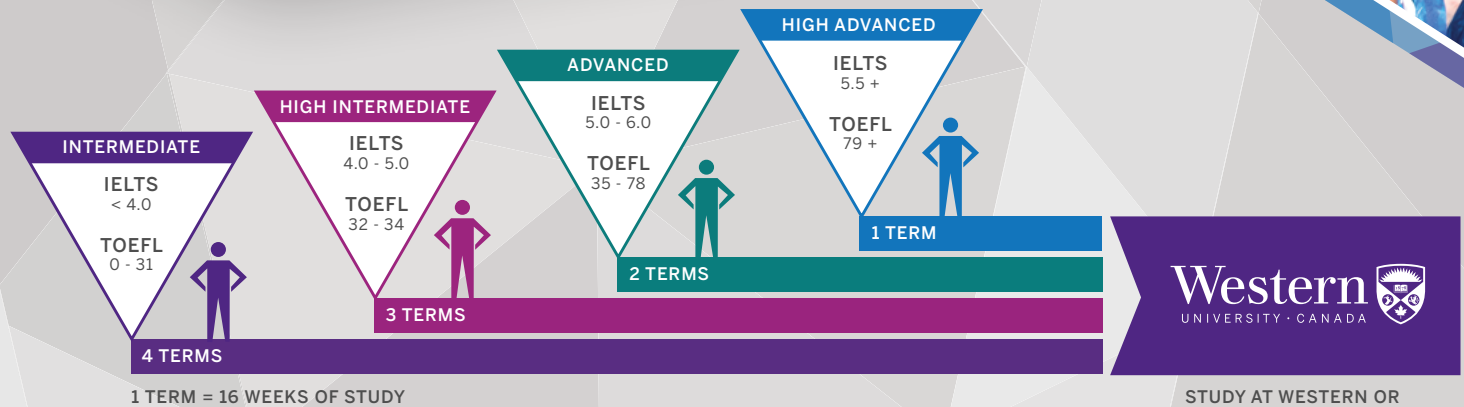 INTERMEDIATE
IELTS
< 4.0
TOEFL
0 - 31
4 TERMS
HIGH INTERMEDIATE
IELTS
4.0 - 5.0
TOEFL
32 - 34
3 TERMS
ADVANCED
IELTS
5.0 - 6.0
TOEFL
35 - 78
2 TERMS
HIGH ADVANCED
IELTS
5.5 +
TOEFL
79 +
1 TERM
Western
UNIVERSITY · CANADA
1 TERM = 16 WEEKS OF STUDY
STUDY AT WESTERN OR